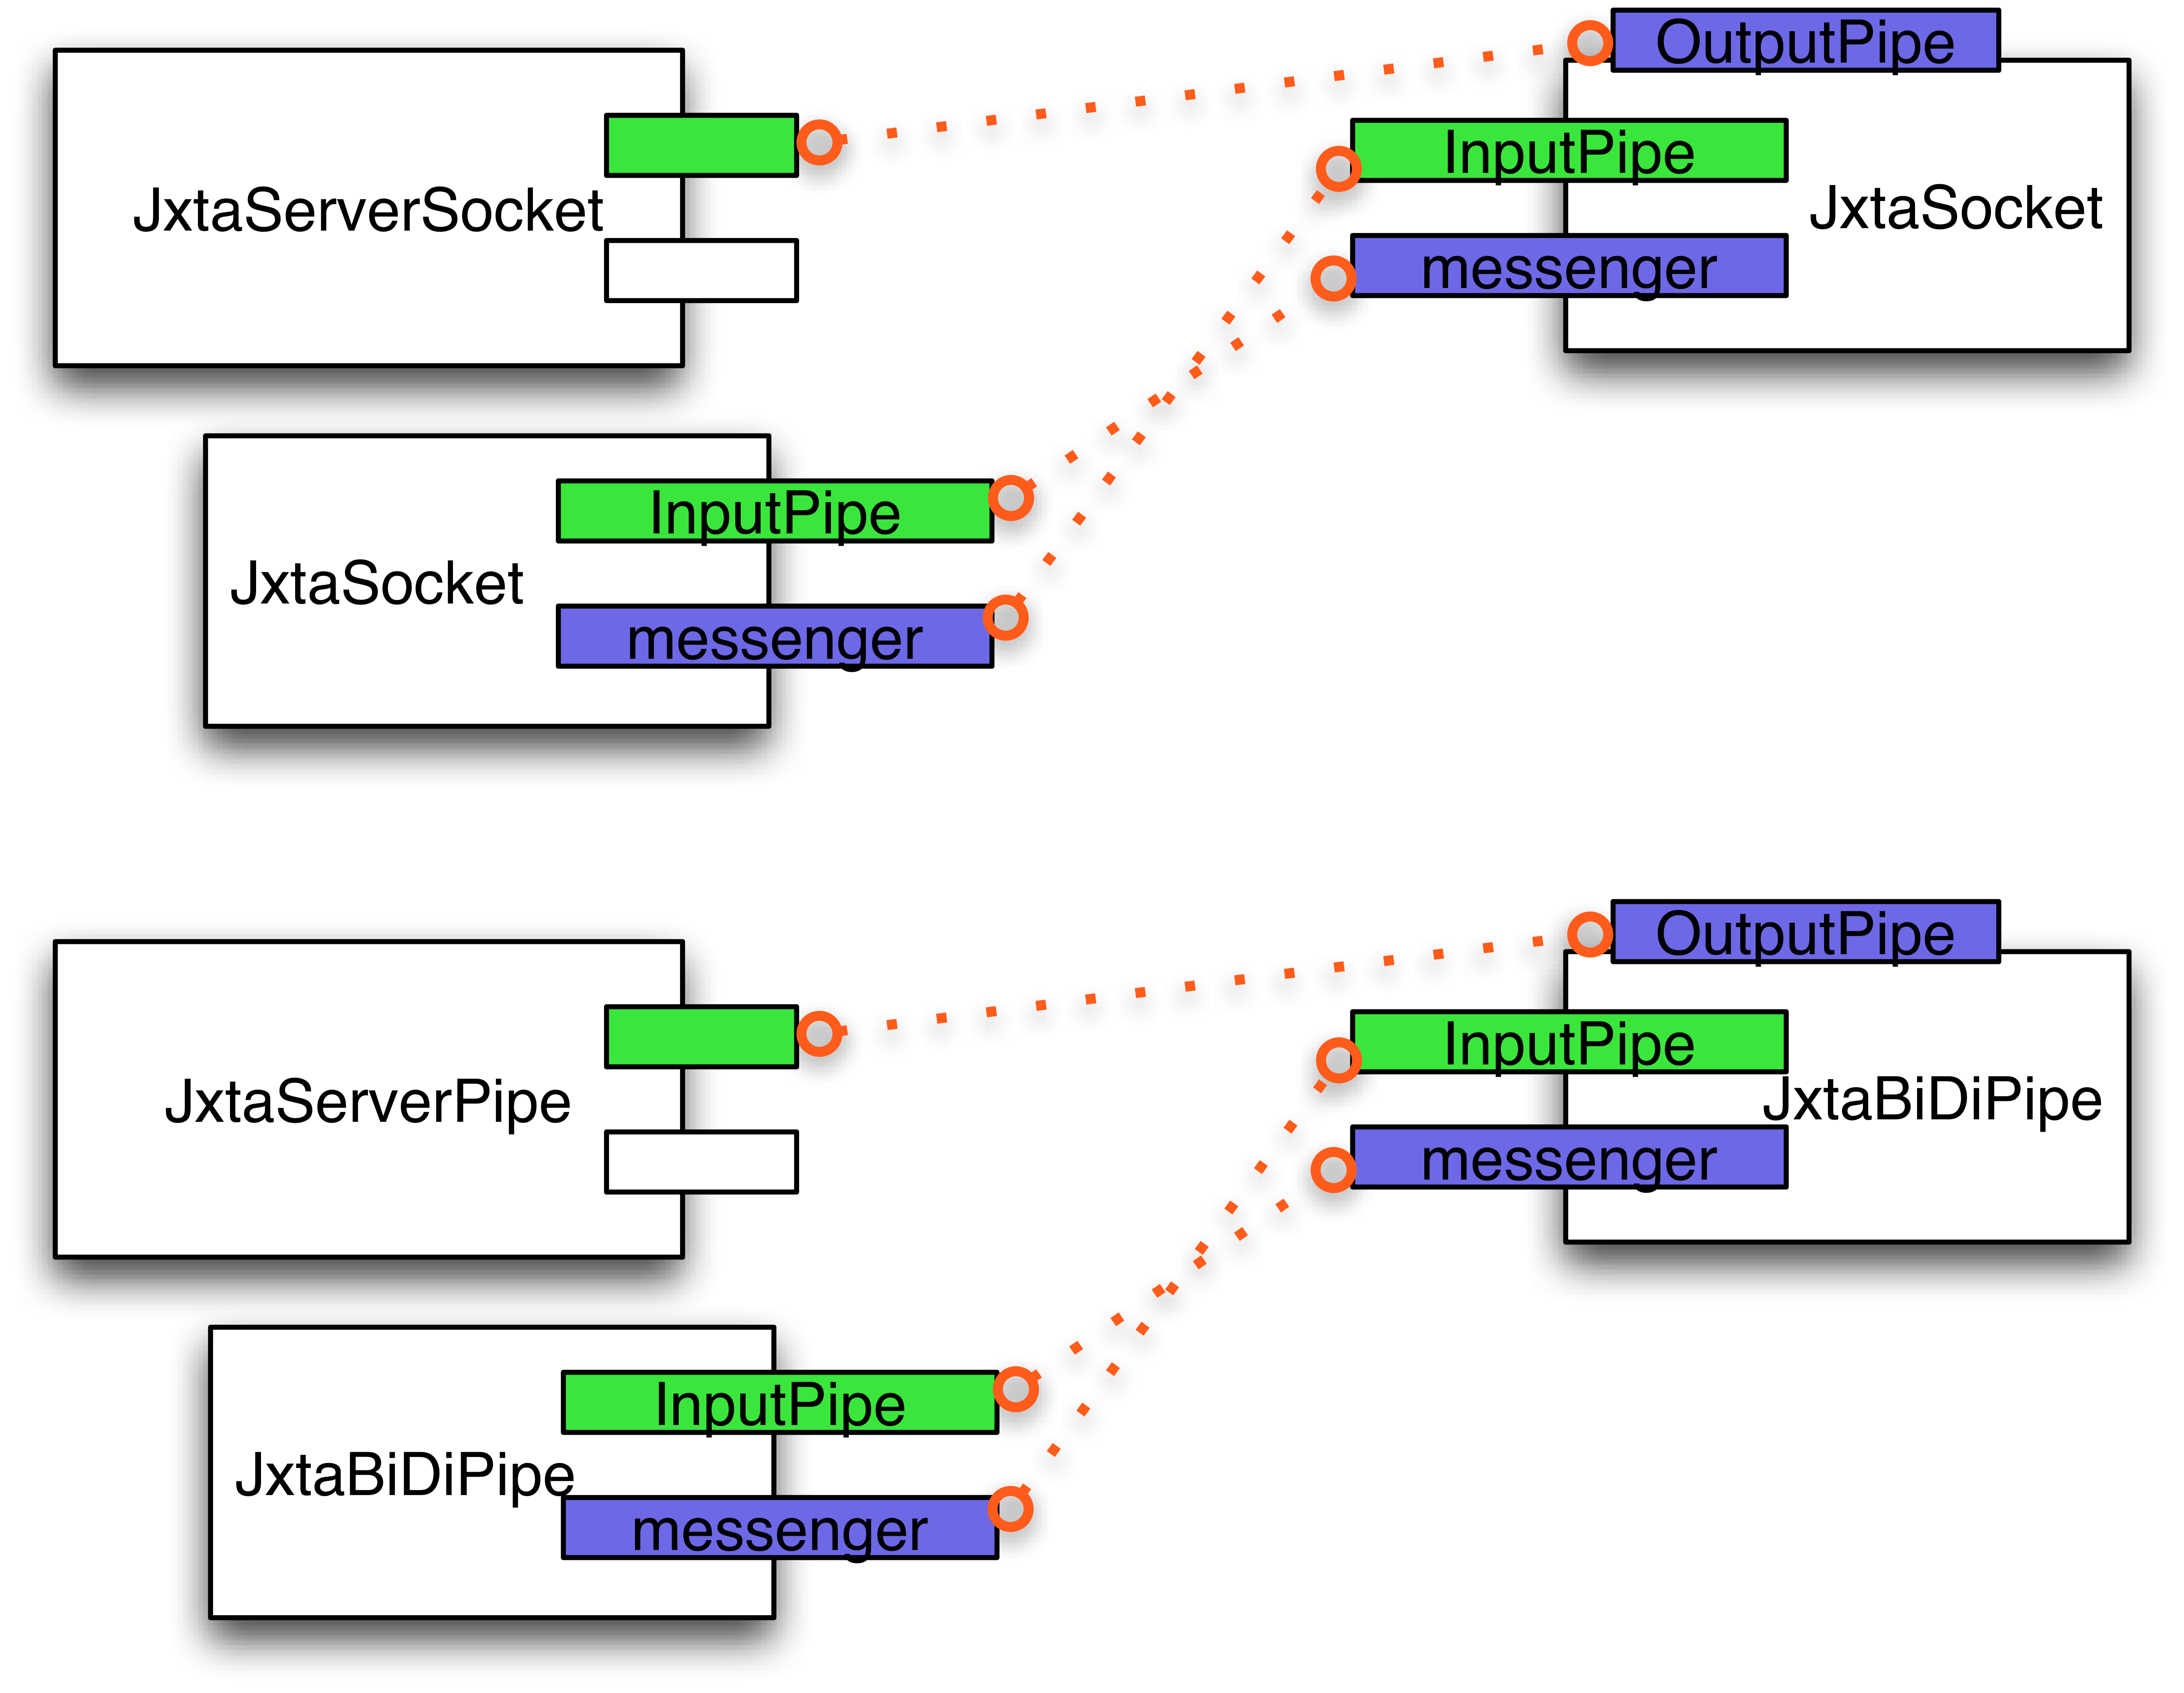 OutputPipe
InputPipe
JxtaServerSocket
JxtaSocket
messenger
InputPipe
JxtaSocket
messenger
OutputPipe
InputPipe
JxtaServerPipe
JxtaBiDiPipe
messenger
InputPipe
JxtaBiDiPipe
messenger